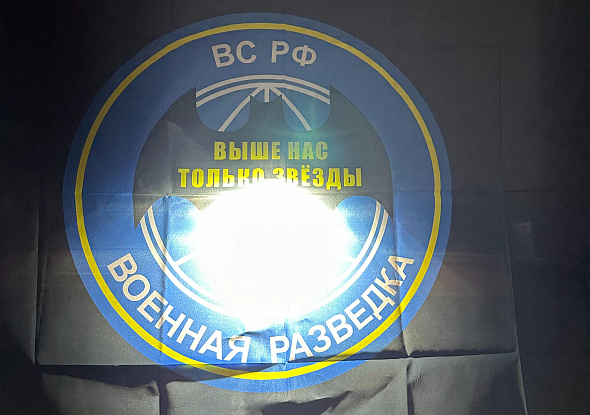 ВС РФ
ВЫШЕ НАС
ТОЛЬКО ЗВЁЗДЫ
ВОЕННАЯ РАЗВЕДКА